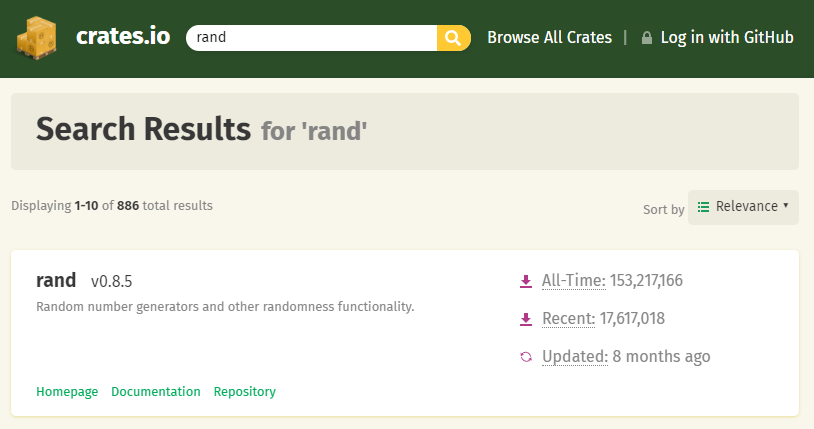 crates.io rand Browse All Crates | Log in with GitHub
Search Results for 'rand'
Displaying 1-10 of 886 total results
Sort by Relevance
rand v0.8.5
Random number generators and other randomness functionality.
All-Time: 153,217,166
Recent: 17,617,018
Updated: 8 months ago
Homepage Documentation Repository